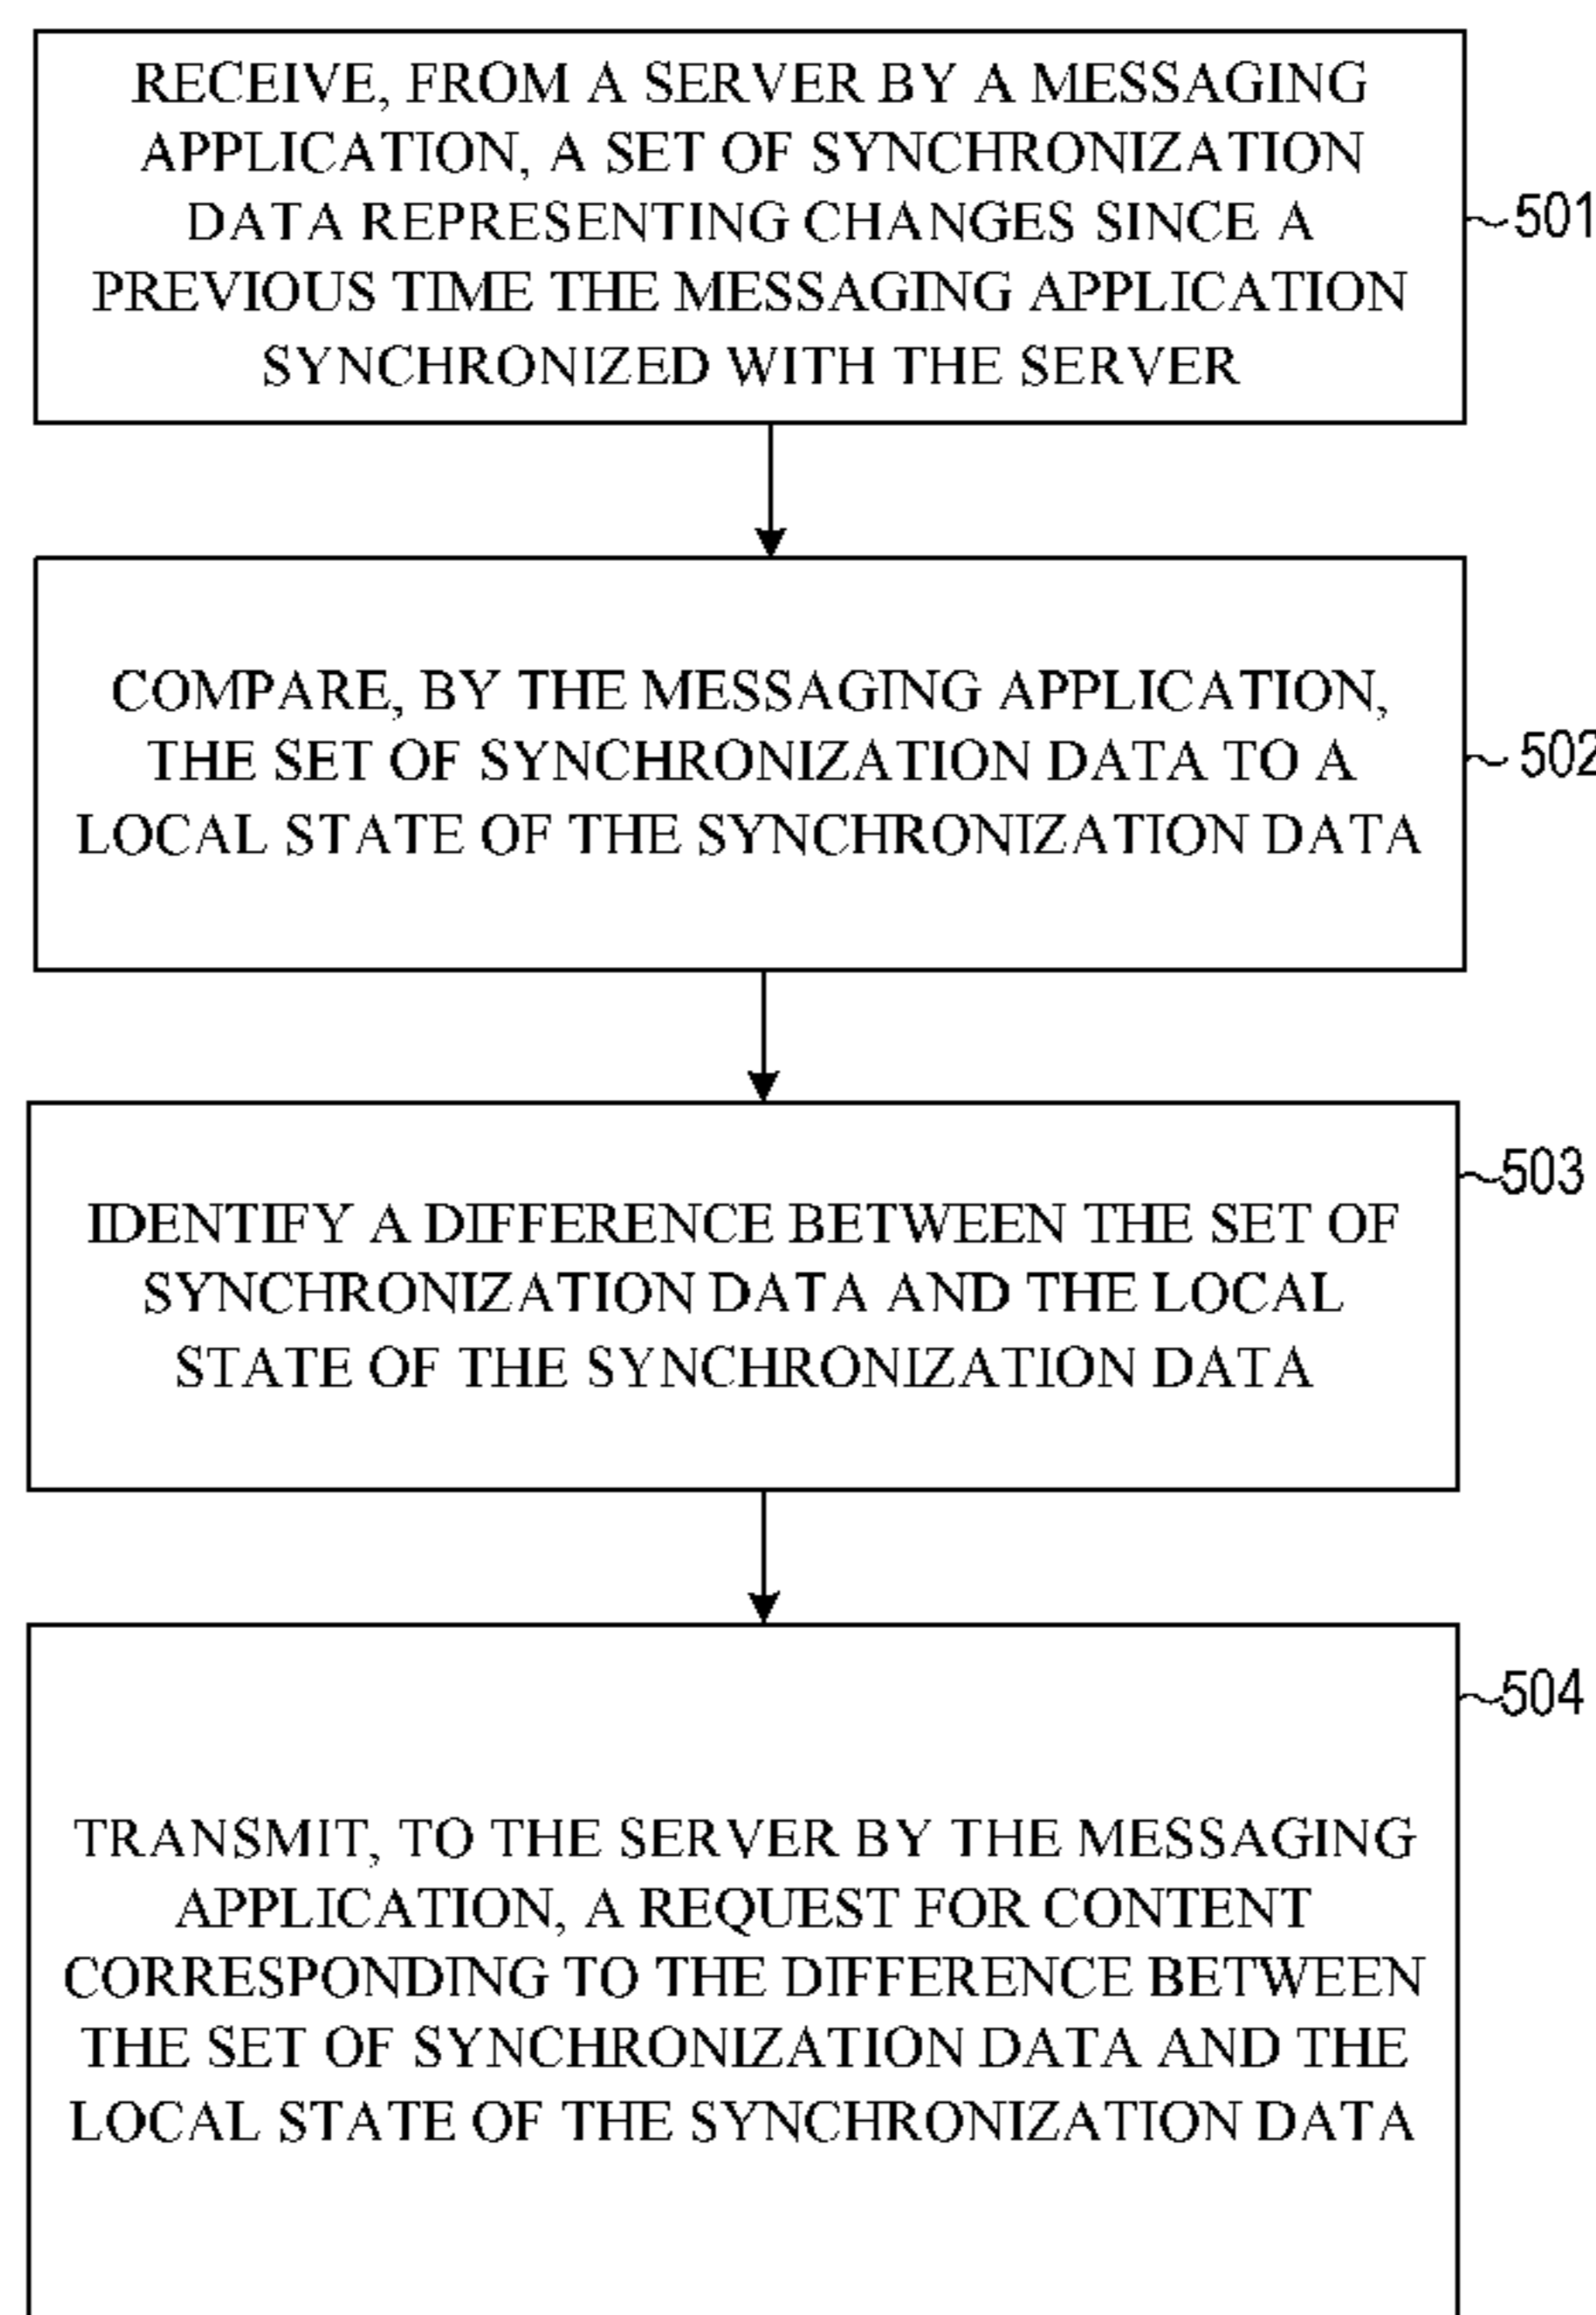 RECEIVE, FROM A SERVER BY A MESSAGING
APPLICATION, A SET OF SYNCHRONIZATION
DATA REPRESENTING CHANGES SINCE A
PREVIOUS TIME THE MESSAGING APPLICATION
SYNCHRONIZED WITH THE SERVER
501
COMPARE, BY THE MESSAGING APPLICATION,
THE SET OF SYNCHRONIZATION DATA TO A
LOCAL STATE OF THE SYNCHRONIZATION DATA
502
IDENTIFY A DIFFERENCE BETWEEN THE SET OF
SYNCHRONIZATION DATA AND THE LOCAL
STATE OF THE SYNCHRONIZATION DATA
503
TRANSMIT, TO THE SERVER BY THE MESSAGING
APPLICATION, A REQUEST FOR CONTENT
CORRESPONDING TO THE DIFFERENCE BETWEEN
THE SET OF SYNCHRONIZATION DATA AND THE
LOCAL STATE OF THE SYNCHRONIZATION DATA
504